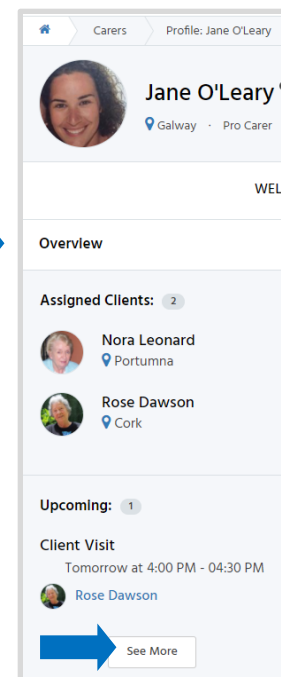 Carers Profile: Jane O'Leary
Jane O'Leary
Galway · Pro Carer
WEL
Overview
Assigned Clients: 2
Nora Leonard
Portumna
Rose Dawson
Cork
Upcoming: 1
Client Visit
Tomorrow at 4:00 PM - 04:30 PM
Rose Dawson
See More